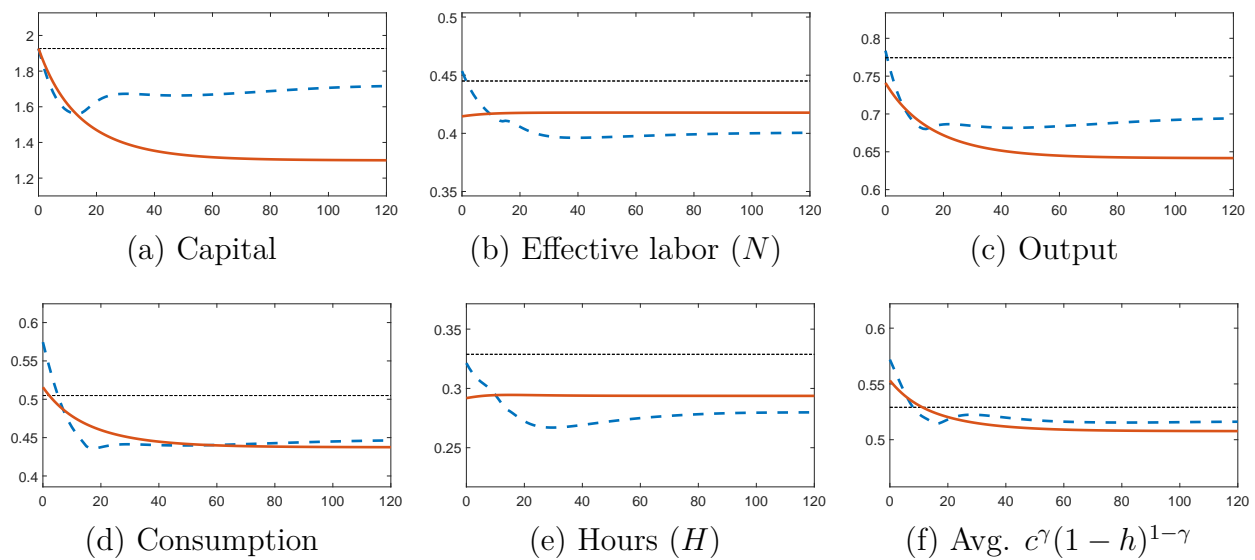 2
1.8
1.6
1.4
1.2
0 20 40 60 80 100 120
(a) Capital
0.5
0.45
0.4
0.35
0 20 40 60 80 100 120
(b) Effective labor (N)
0.8
0.75
0.7
0.65
0.6
0 20 40 60 80 100 120
(c) Output
0.6
0.55
0.5
0.45
0.4
0 20 40 60 80 100 120
(d) Consumption
0.35
0.3
0.25
0 20 40 60 80 100 120
(e) Hours (H)
0.6
0.55
0.5
0 20 40 60 80 100 120
(f) Avg. c^γ(1 − h)^{1−γ}